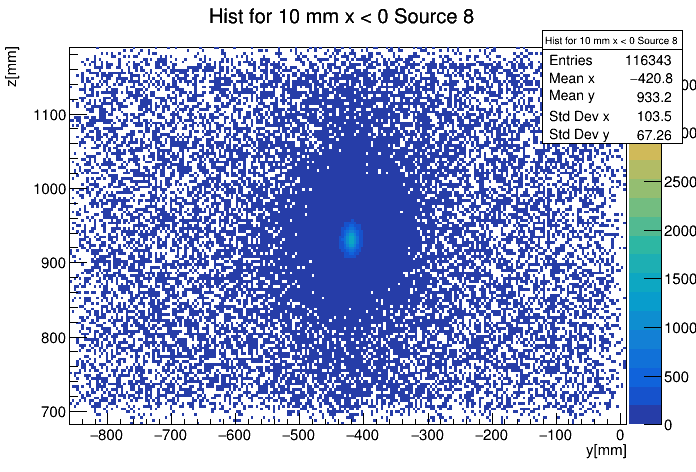 Hist for 10 mm x < 0 Source 8
Hist for 10 mm x < 0 Source 8
Entries 116343
Mean x −420.8
Mean y 933.2
Std Dev x 103.5
Std Dev y 67.26
z[mm]
1100
1000
900
800
700
−800 −700 −600 −500 −400 −300 −200 −100 0
y[mm]
2500
2000
1500
1000
500
0